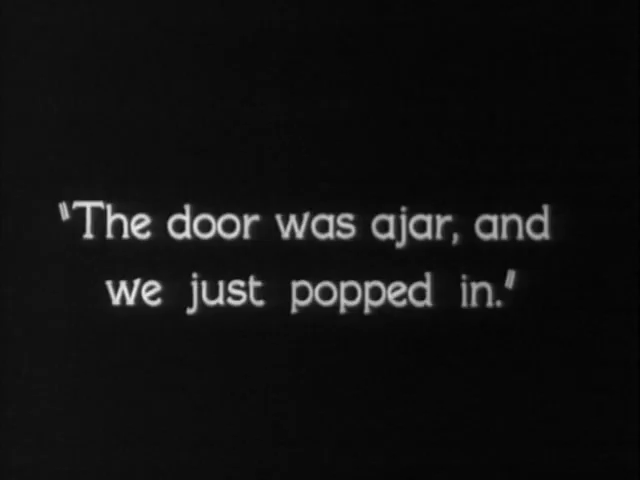 "The door was ajar, and
we just popped in."